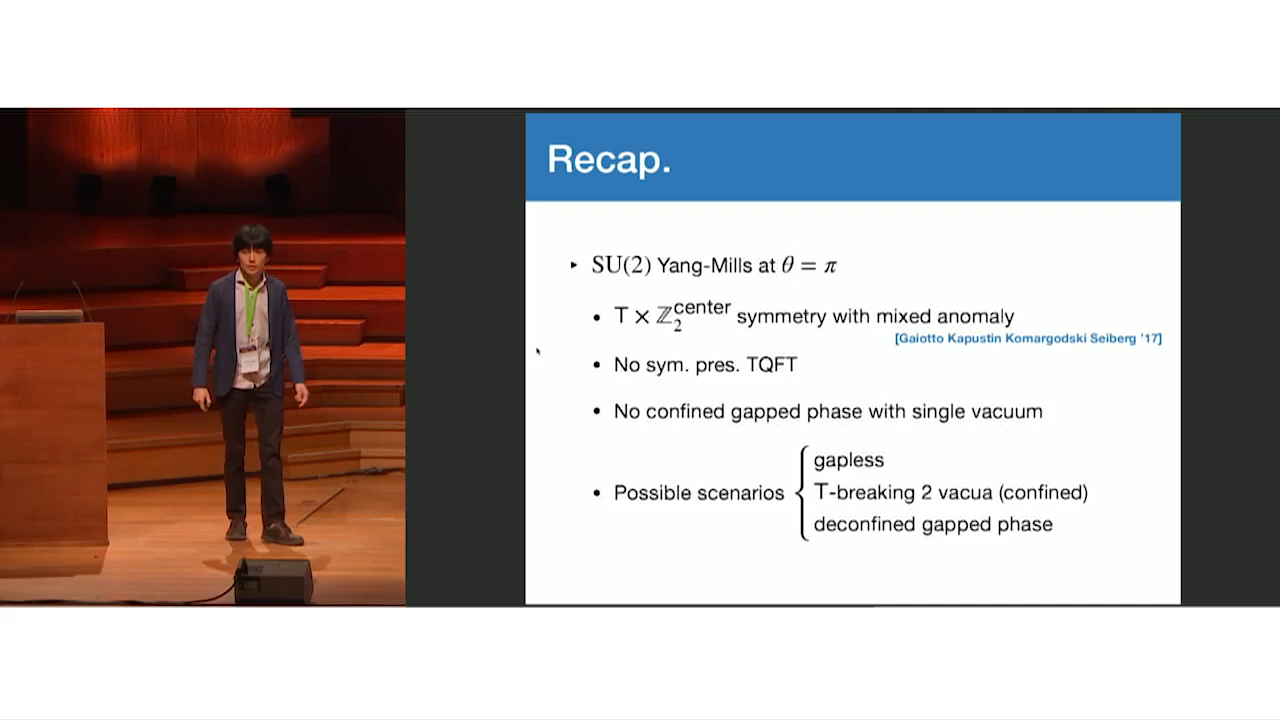 Recap.
▸ SU(2) Yang-Mills at θ = π
• T × ℤ₂^center symmetry with mixed anomaly
[Gaiotto Kapustin Komargodski Seiberg '17]
• No sym. pres. TQFT
• No confined gapped phase with single vacuum
• Possible scenarios { gapless
T-breaking 2 vacua (confined)
deconfined gapped phase